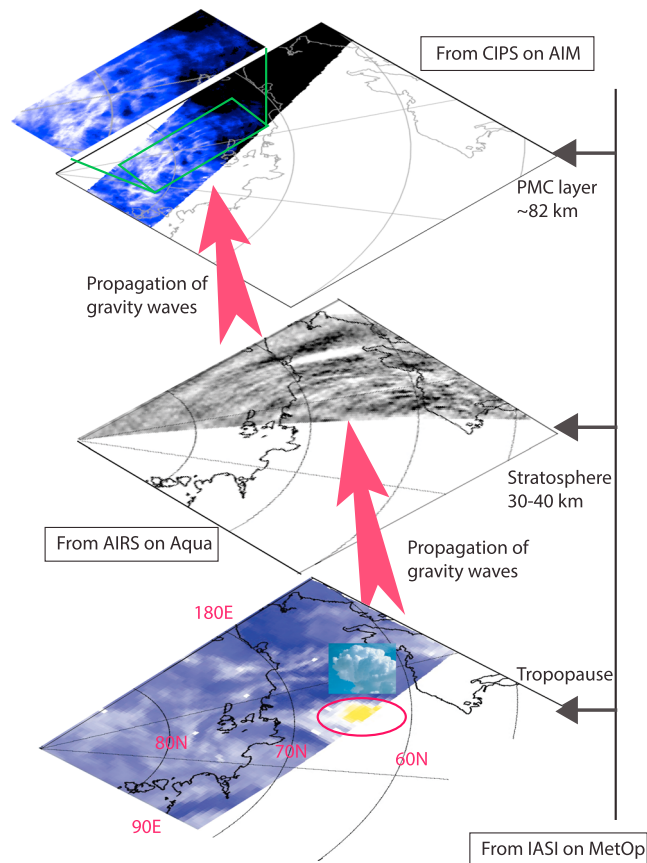 From CIPS on AIM
PMC layer
~82 km
Propagation of
gravity waves
Stratosphere
30-40 km
From AIRS on Aqua
Propagation of
gravity waves
180E
Tropopause
80N
70N
60N
90E
From IASI on MetOp